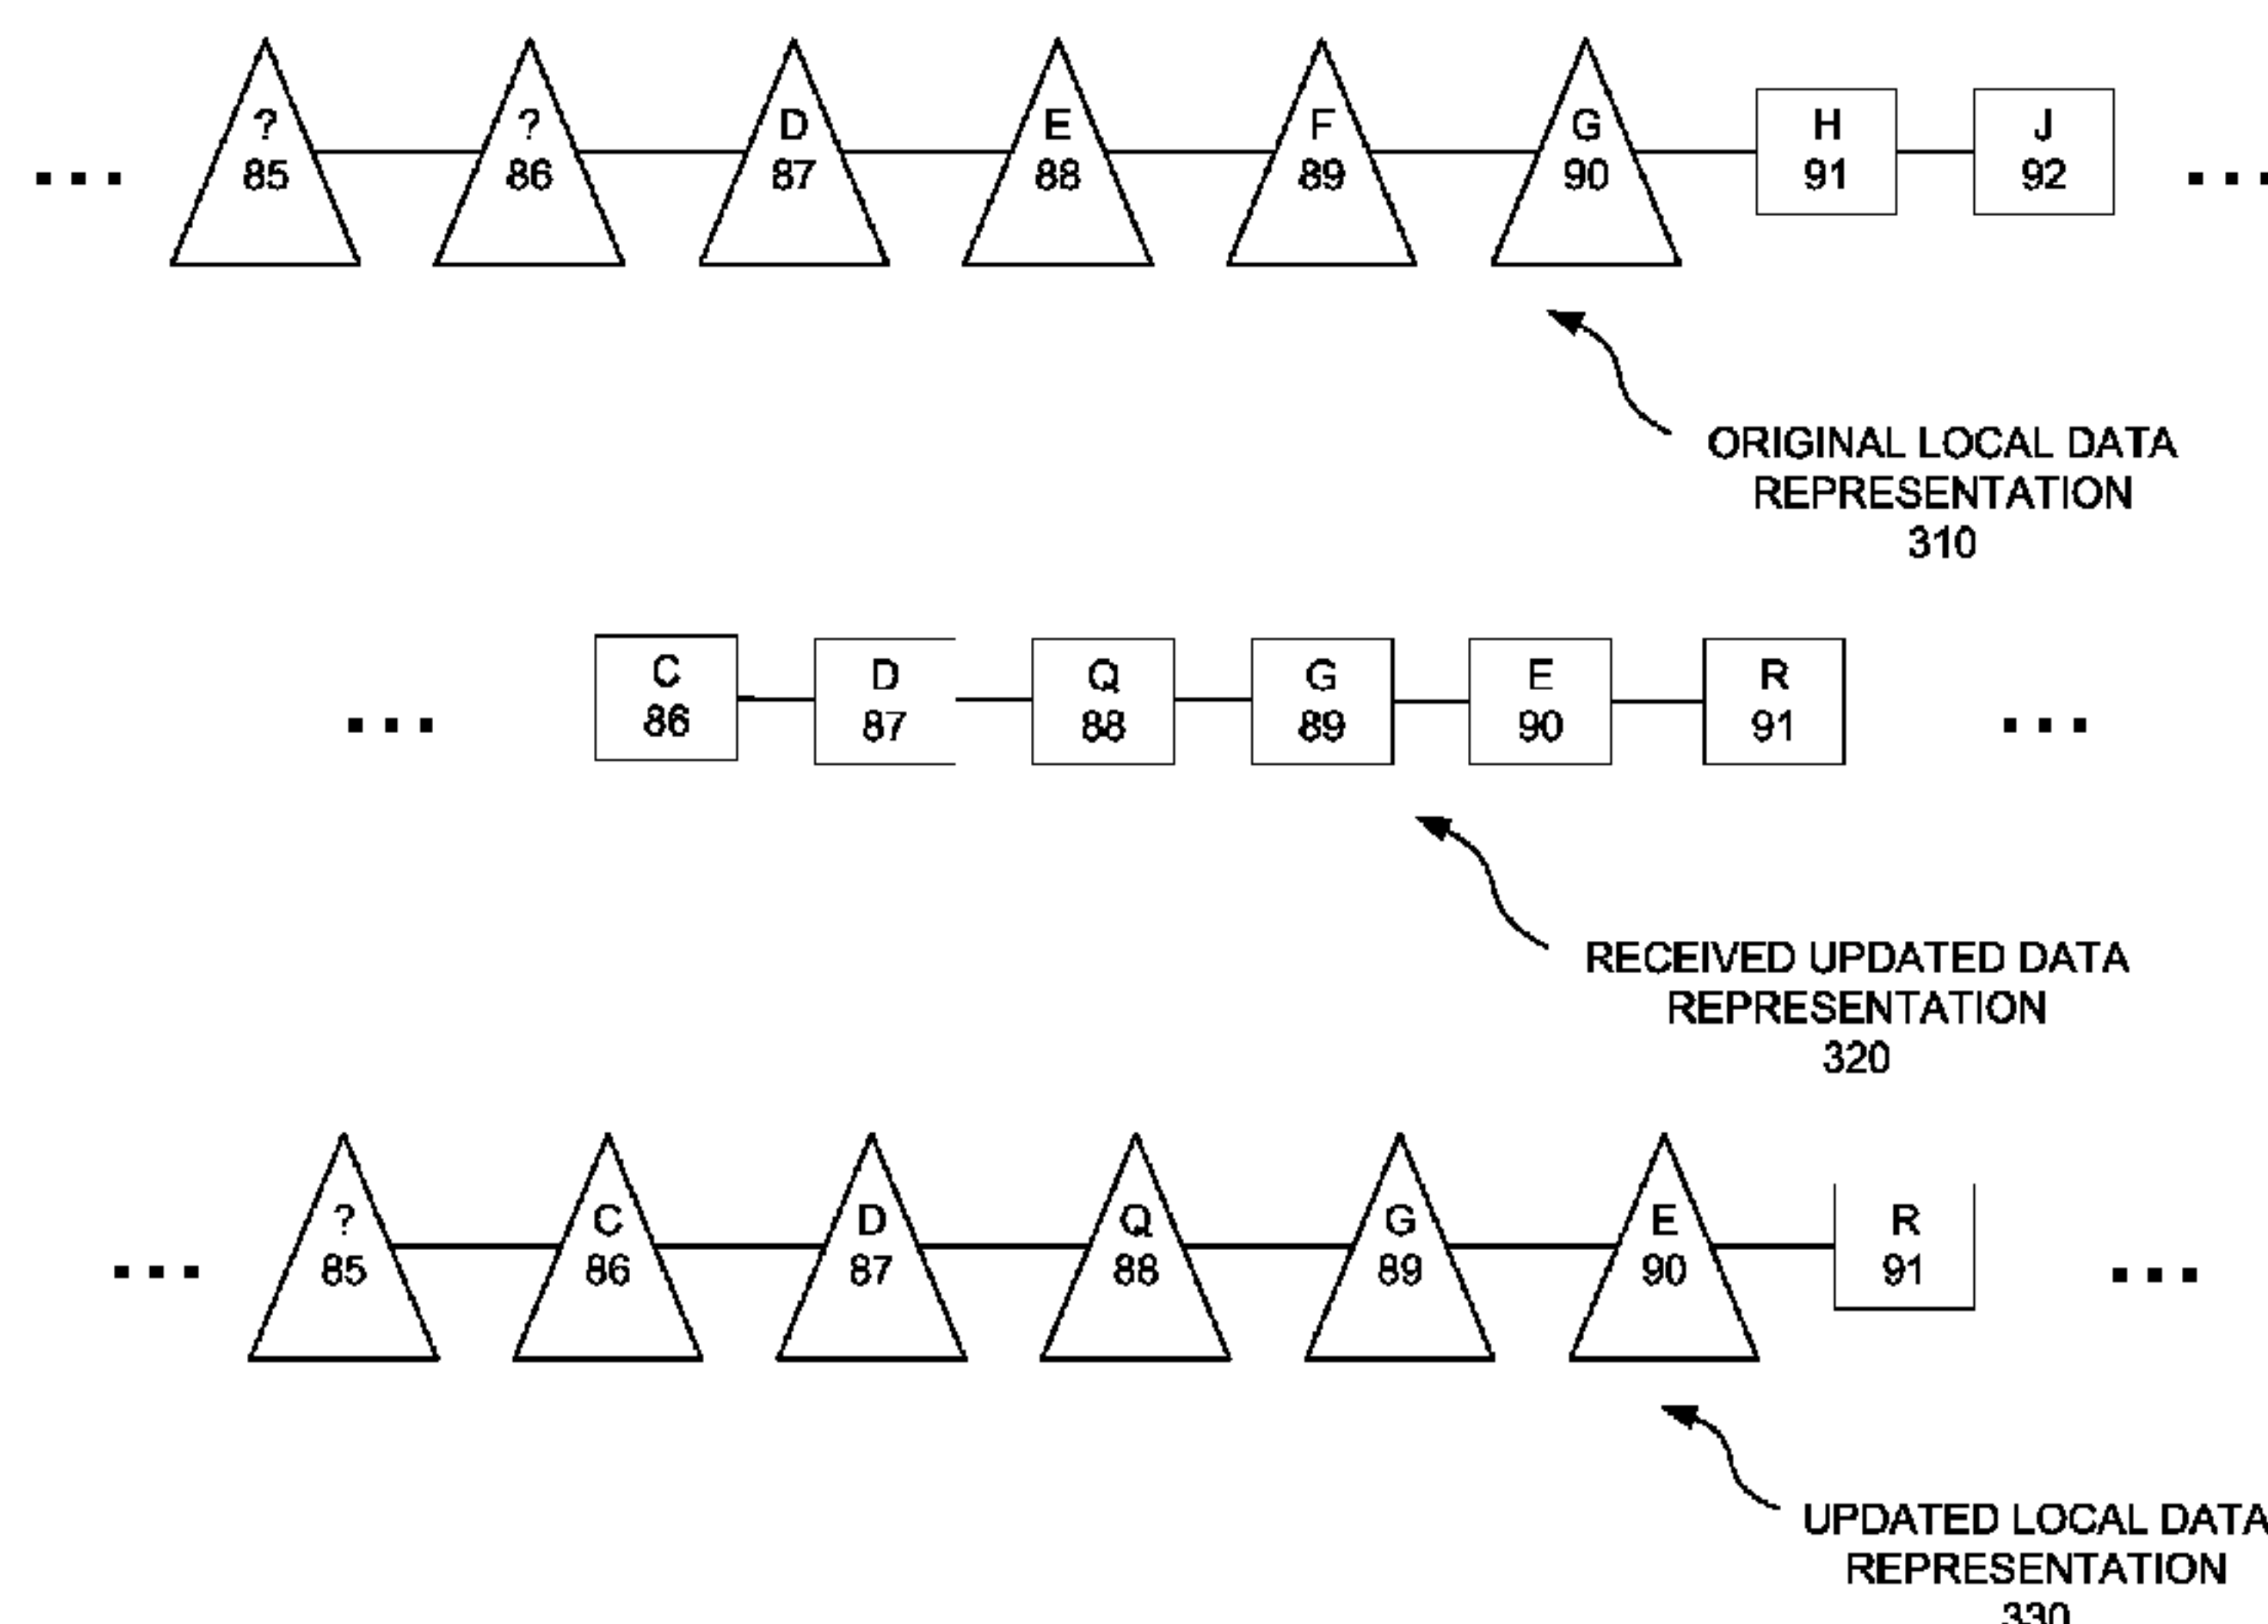 ? ? D E F G H J
85 86 87 88 89 90 91 92
ORIGINAL LOCAL DATA
REPRESENTATION
310
C D Q G E R
86 87 88 89 90 91
RECEIVED UPDATED DATA
REPRESENTATION
320
? C D Q G E R
85 86 87 88 89 90 91
UPDATED LOCAL DATA
REPRESENTATION
330